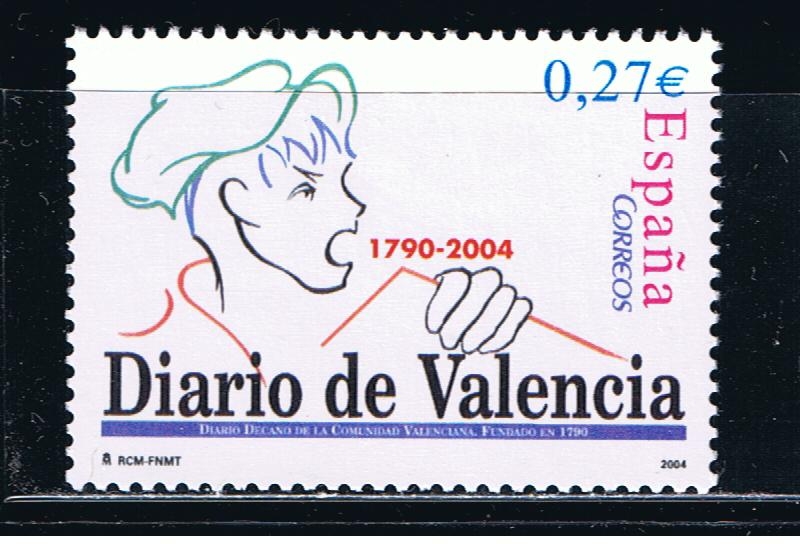 0,27€
España
CORREOS
1790-2004
Diario de Valencia
DIARIO DECANO DE LA COMUNIDAD VALENCIANA. FUNDADO EN 1790
RCM-FNMT
2004